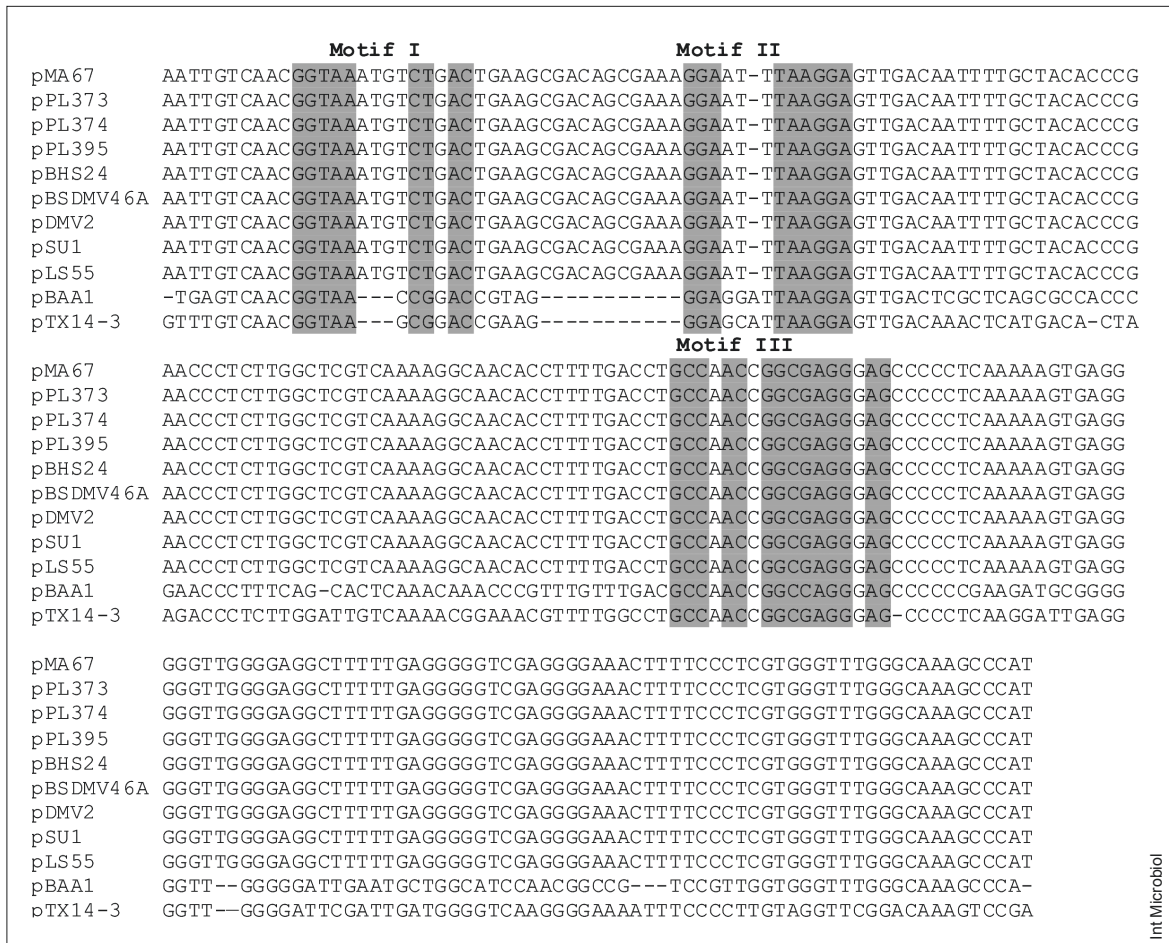 Motif I Motif II
pMA67 AATTGTCAACGGTAAATGTCTGACTGAAGCGACAGCGAAAGGAAT-TTAAGGAGTTGACAATTTTGCTACACCCG
pPL373 AATTGTCAACGGTAAATGTCTGACTGAAGCGACAGCGAAAGGAAT-TTAAGGAGTTGACAATTTTGCTACACCCG
pPL374 AATTGTCAACGGTAAATGTCTGACTGAAGCGACAGCGAAAGGAAT-TTAAGGAGTTGACAATTTTGCTACACCCG
pPL395 AATTGTCAACGGTAAATGTCTGACTGAAGCGACAGCGAAAGGAAT-TTAAGGAGTTGACAATTTTGCTACACCCG
pBHS24 AATTGTCAACGGTAAATGTCTGACTGAAGCGACAGCGAAAGGAAT-TTAAGGAGTTGACAATTTTGCTACACCCG
pBSDMV46A AATTGTCAACGGTAAATGTCTGACTGAAGCGACAGCGAAAGGAAT-TTAAGGAGTTGACAATTTTGCTACACCCG
pDMV2 AATTGTCAACGGTAAATGTCTGACTGAAGCGACAGCGAAAGGAAT-TTAAGGAGTTGACAATTTTGCTACACCCG
pSU1 AATTGTCAACGGTAAATGTCTGACTGAAGCGACAGCGAAAGGAAT-TTAAGGAGTTGACAATTTTGCTACACCCG
pLS55 AATTGTCAACGGTAAATGTCTGACTGAAGCGACAGCGAAAGGAAT-TTAAGGAGTTGACAATTTTGCTACACCCG
pBAA1 -TGAGTCAACGGTAA---CCGGACCGTAG-----------GGAGGATTAAGGAGTTGACTCGCTCAGCGCCACCC
pTX14-3 GTTTGTCAACGGTAA---GCGGACCGAAG-----------GGAGCATTAAGGAGTTGACAAACTCATGACA-CTA
Motif III
pMA67 AACCCTCTTGGCTCGTCAAAAGGCAACACCTTTTGACCTGCCAACCGGCGAGGGAGCCCCCTCAAAAAGTGAGG
pPL373 AACCCTCTTGGCTCGTCAAAAGGCAACACCTTTTGACCTGCCAACCGGCGAGGGAGCCCCCTCAAAAAGTGAGG
pPL374 AACCCTCTTGGCTCGTCAAAAGGCAACACCTTTTGACCTGCCAACCGGCGAGGGAGCCCCCTCAAAAAGTGAGG
pPL395 AACCCTCTTGGCTCGTCAAAAGGCAACACCTTTTGACCTGCCAACCGGCGAGGGAGCCCCCTCAAAAAGTGAGG
pBHS24 AACCCTCTTGGCTCGTCAAAAGGCAACACCTTTTGACCTGCCAACCGGCGAGGGAGCCCCCTCAAAAAGTGAGG
pBSDMV46A AACCCTCTTGGCTCGTCAAAAGGCAACACCTTTTGACCTGCCAACCGGCGAGGGAGCCCCCTCAAAAAGTGAGG
pDMV2 AACCCTCTTGGCTCGTCAAAAGGCAACACCTTTTGACCTGCCAACCGGCGAGGGAGCCCCCTCAAAAAGTGAGG
pSU1 AACCCTCTTGGCTCGTCAAAAGGCAACACCTTTTGACCTGCCAACCGGCGAGGGAGCCCCCTCAAAAAGTGAGG
pLS55 AACCCTCTTGGCTCGTCAAAAGGCAACACCTTTTGACCTGCCAACCGGCGAGGGAGCCCCCTCAAAAAGTGAGG
pBAA1 GAACCCTTTCAG-CACTCAAACAAACCCGTTTGTTTGACGCCAACCGGCCAGGGAGCCCCCCGAAGATGCGGGG
pTX14-3 AGACCCTCTTGGATTGTCAAAACGGAAACGTTTTGGCCTGCCAACCGGCGAGGGAG-CCCCTCAAGGATTGAGG
pMA67 GGGTTGGGGAGGCTTTTTGAGGGGGTCGAGGGGAAACTTTTCCCTCGTGGGTTTGGGCAAAGCCCAT
pPL373 GGGTTGGGGAGGCTTTTTGAGGGGGTCGAGGGGAAACTTTTCCCTCGTGGGTTTGGGCAAAGCCCAT
pPL374 GGGTTGGGGAGGCTTTTTGAGGGGGTCGAGGGGAAACTTTTCCCTCGTGGGTTTGGGCAAAGCCCAT
pPL395 GGGTTGGGGAGGCTTTTTGAGGGGGTCGAGGGGAAACTTTTCCCTCGTGGGTTTGGGCAAAGCCCAT
pBHS24 GGGTTGGGGAGGCTTTTTGAGGGGGTCGAGGGGAAACTTTTCCCTCGTGGGTTTGGGCAAAGCCCAT
pBSDMV46A GGGTTGGGGAGGCTTTTTGAGGGGGTCGAGGGGAAACTTTTCCCTCGTGGGTTTGGGCAAAGCCCAT
pDMV2 GGGTTGGGGAGGCTTTTTGAGGGGGTCGAGGGGAAACTTTTCCCTCGTGGGTTTGGGCAAAGCCCAT
pSU1 GGGTTGGGGAGGCTTTTTGAGGGGGTCGAGGGGAAACTTTTCCCTCGTGGGTTTGGGCAAAGCCCAT
pLS55 GGGTTGGGGAGGCTTTTTGAGGGGGTCGAGGGGAAACTTTTCCCTCGTGGGTTTGGGCAAAGCCCAT
pBAA1 GGTT--GGGGGATTGAATGCTGGCATCCAACGGCCG---TCCGTTGGTGGGTTTGGGCAAAGCCCA-
pTX14-3 GGTT--GGGGATTCGATTGATGGGGTCAAGGGGAAAATTTCCCCTTGTAGGTTCGGACAAAGTCCGA
Int Microbiol